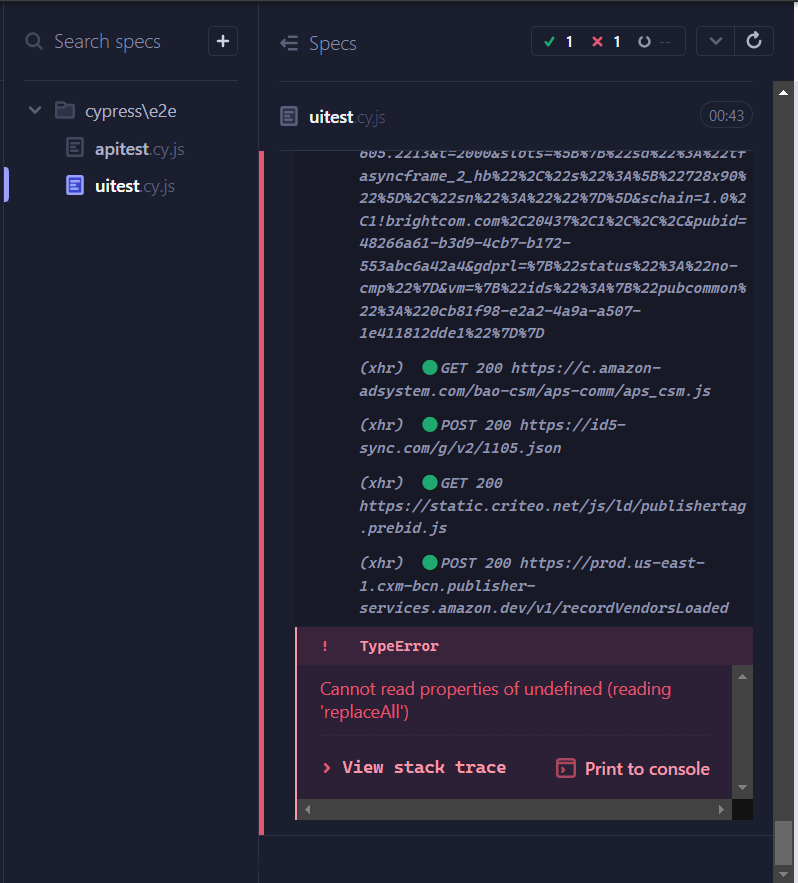 Search specs
+
Specs
1
1
--
cypress\e2e
apitest.cy.js
uitest.cy.js
uitest.cy.js
00:43
605.2213&t=2000&slots=%5B%7B%22sd%22%3A%22tf
asyncframe_2_hb%22%2C%22s%22%3A%5B%22728x90%
22%5D%2C%22sn%22%3A%22%22%7D%5D&schain=1.0%2
C1!brightcom.com%2C20437%2C1%2C%2C%2C&pubid=
48266a61-b3d9-4cb7-b172-
553abc6a42a4&gdprl=%7B%22status%22%3A%22no-
cmp%22%7D&vm=%7B%22ids%22%3A%7B%22pubcommon%
22%3A%220cb81f98-e2a2-4a9a-a507-
1e411812dde1%22%7D%7D
(xhr) GET 200 https://c.amazon-
adsystem.com/bao-csm/aps-comm/aps_csm.js
(xhr) POST 200 https://id5-
sync.com/g/v2/1105.json
(xhr) GET 200
https://static.criteo.net/js/ld/publishertag
.prebid.js
(xhr) POST 200 https://prod.us-east-
1.cxm-bcn.publisher-
services.amazon.dev/v1/recordVendorsLoaded
! TypeError
Cannot read properties of undefined (reading
'replaceAll')
> View stack trace
Print to console